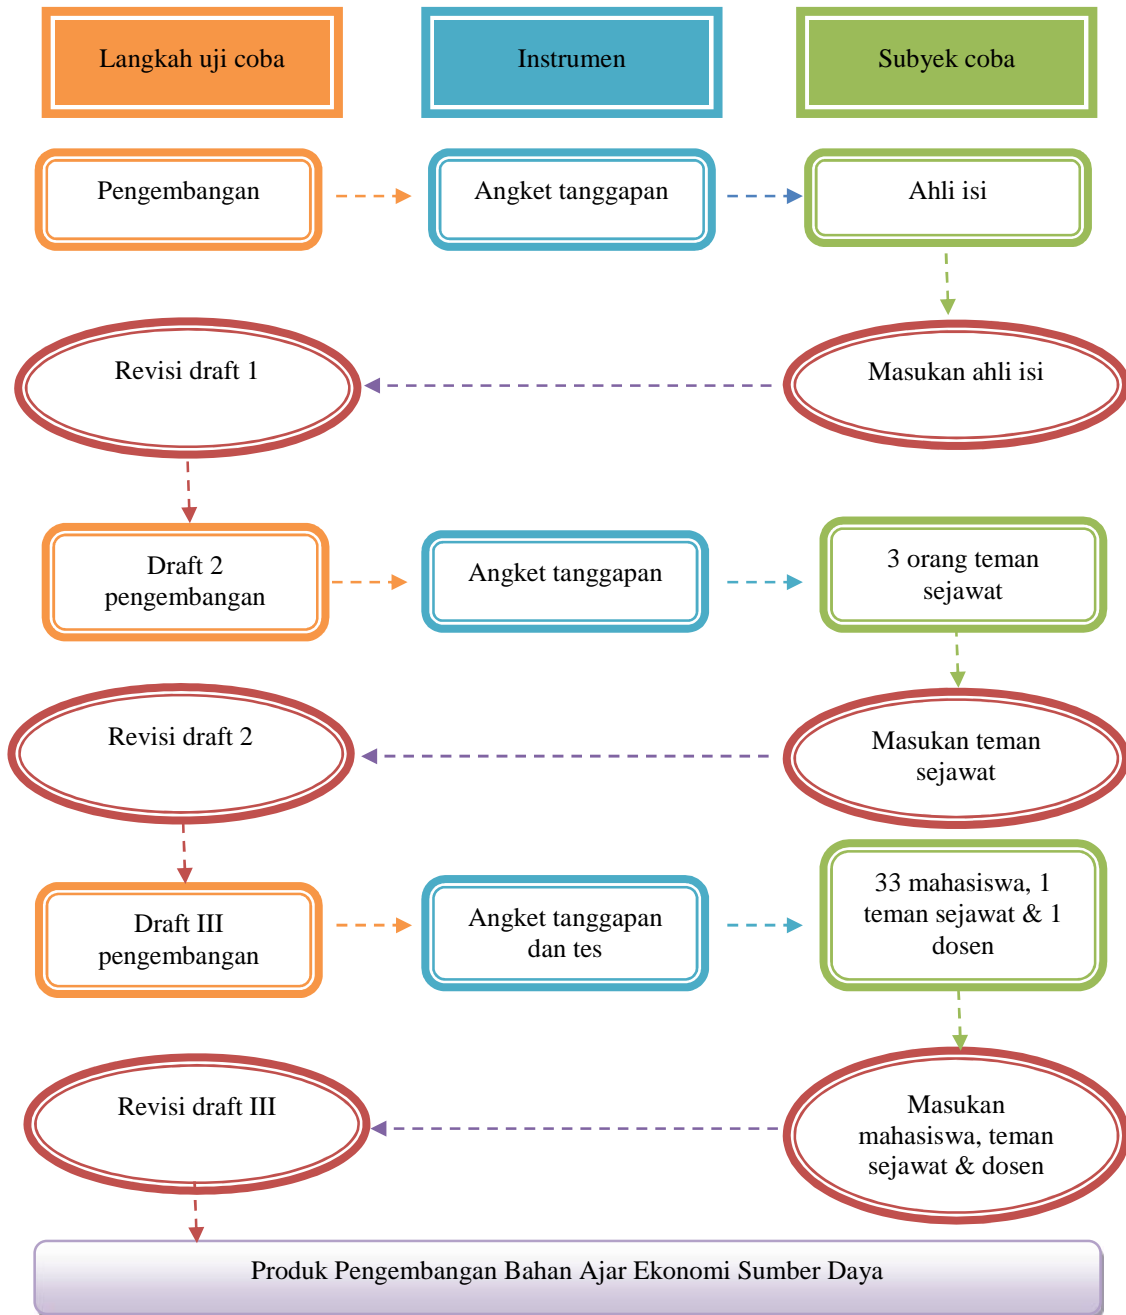 Langkah uji coba
Instrumen
Subyek coba
Pengembangan
Angket tanggapan
Ahli isi
Revisi draft 1
Masukan ahli isi
Draft 2
pengembangan
Angket tanggapan
3 orang teman
sejawat
Revisi draft 2
Masukan teman
sejawat
Draft III
pengembangan
Angket tanggapan
dan tes
33 mahasiswa, 1
teman sejawat & 1
dosen
Revisi draft III
Masukan
mahasiswa, teman
sejawat & dosen
Produk Pengembangan Bahan Ajar Ekonomi Sumber Daya